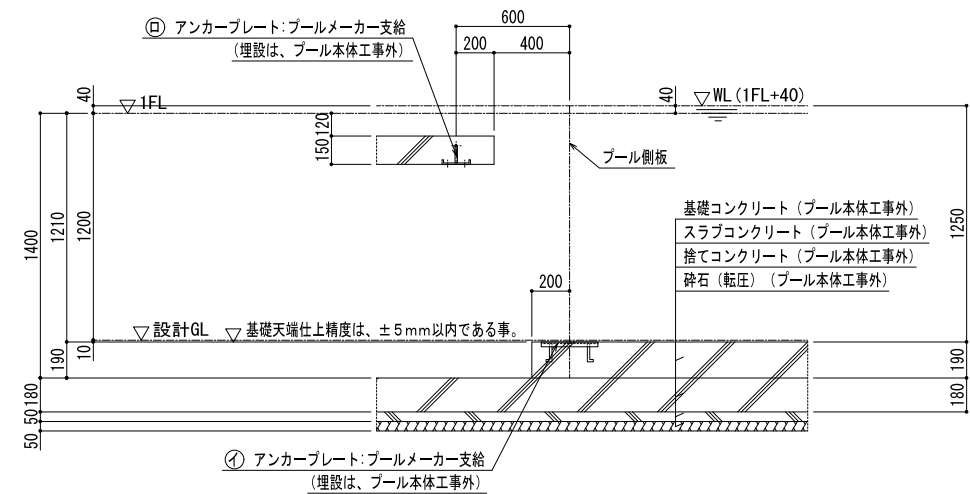 600
㋺ アンカープレート:プールメーカー支給
(埋設は、プール本体工事外)
200
400
40
▽1FL
40
▽WL(1FL+40)
120
150
プール側板
1400
1210
1200
1250
基礎コンクリート(プール本体工事外)
スラブコンクリート(プール本体工事外)
捨てコンクリート(プール本体工事外)
砕石(転圧)(プール本体工事外)
200
▽設計GL
▽基礎天端仕上精度は、±5mm以内である事。
10
190
190
180
180
50
50
㋑ アンカープレート:プールメーカー支給
(埋設は、プール本体工事外)